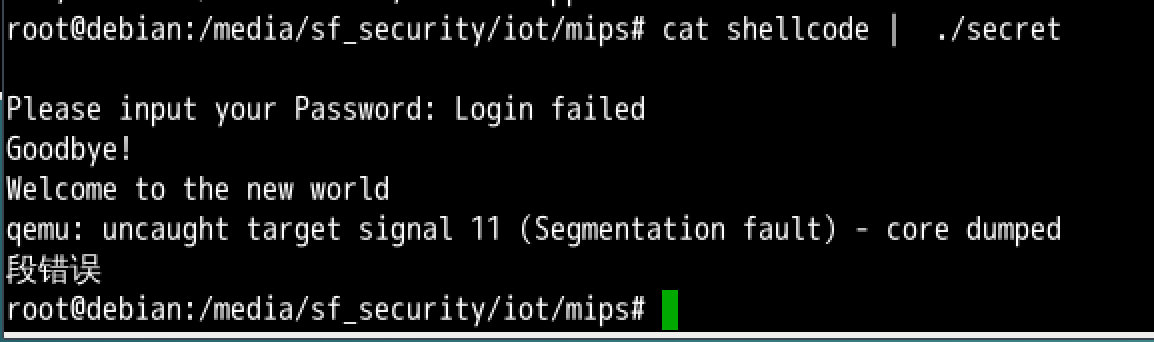 root@debian:/media/sf_security/iot/mips# cat shellcode |  ./secret
Please input your Password: Login failed
Goodbye!
Welcome to the new world
qemu: uncaught target signal 11 (Segmentation fault) - core dumped
段错误
root@debian:/media/sf_security/iot/mips#